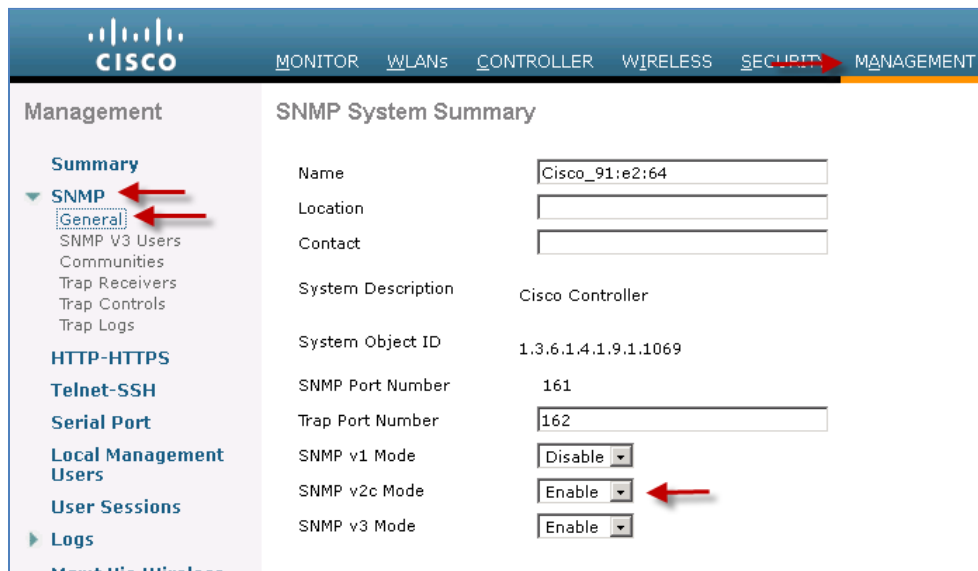 CISCO
MONITOR WLANs CONTROLLER WIRELESS SECURITY MANAGEMENT
Management
Summary
SNMP
General
SNMP V3 Users
Communities
Trap Receivers
Trap Controls
Trap Logs
HTTP-HTTPS
Telnet-SSH
Serial Port
Local Management
Users
User Sessions
Logs
SNMP System Summary
Name Cisco_91:e2:64
Location
Contact
System Description Cisco Controller
System Object ID 1.3.6.1.4.1.9.1.1069
SNMP Port Number 161
Trap Port Number 162
SNMP v1 Mode Disable
SNMP v2c Mode Enable
SNMP v3 Mode Enable